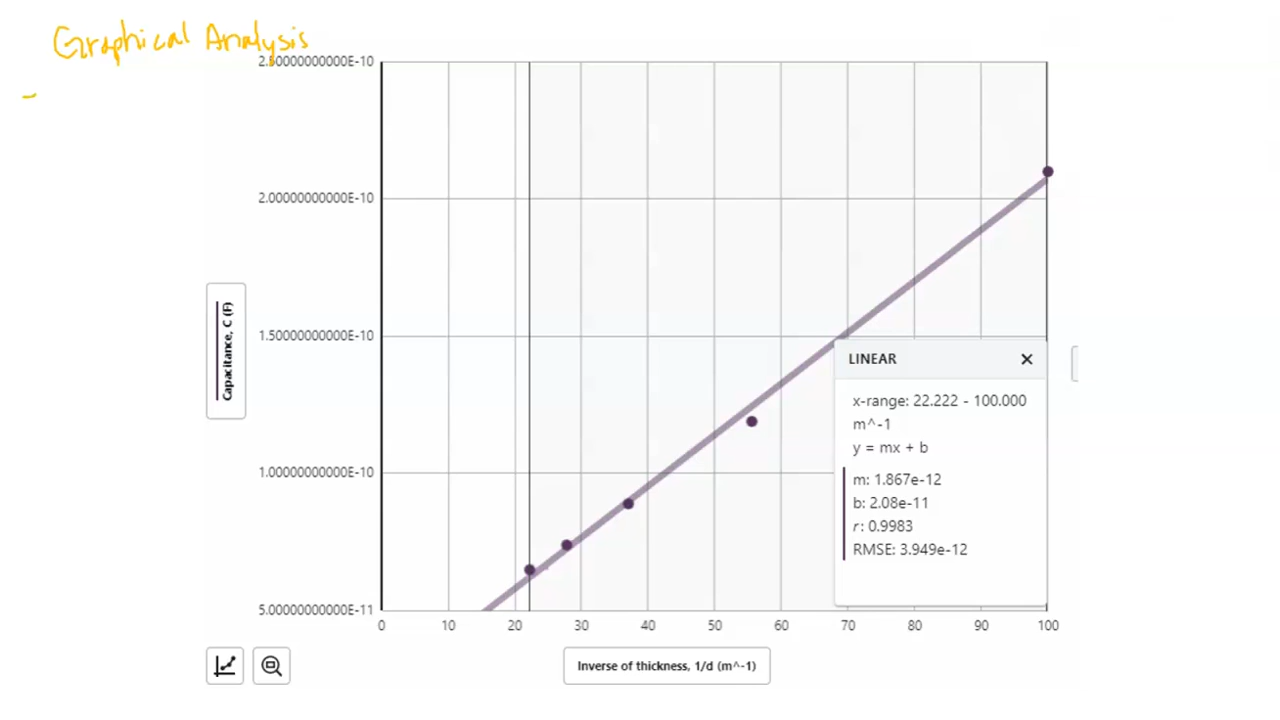 Graphical Analysis
2.50000000000E-10
-
2.00000000000E-10
1.50000000000E-10
1.00000000000E-10
5.00000000000E-11
Capacitance, C (F)
LINEAR
x-range: 22.222 - 100.000
m^-1
y = mx + b
m: 1.867e-12
b: 2.08e-11
r: 0.9983
RMSE: 3.949e-12
0 10 20 30 40 50 60 70 80 90 100
Inverse of thickness, 1/d (m^-1)